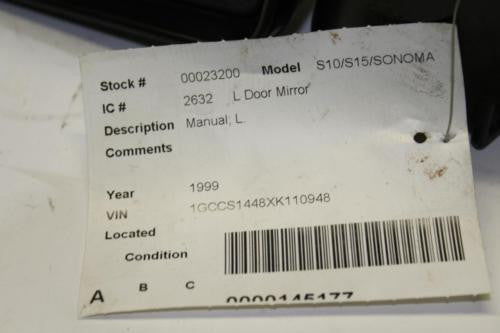 Stock # 00023200 Model S10/S15/SONOMA
IC # 2632 L Door Mirror
Description Manual, L.
Comments
Year 1999
VIN 1GCCS1448XK110948
Located
Condition
A B C
0000145177